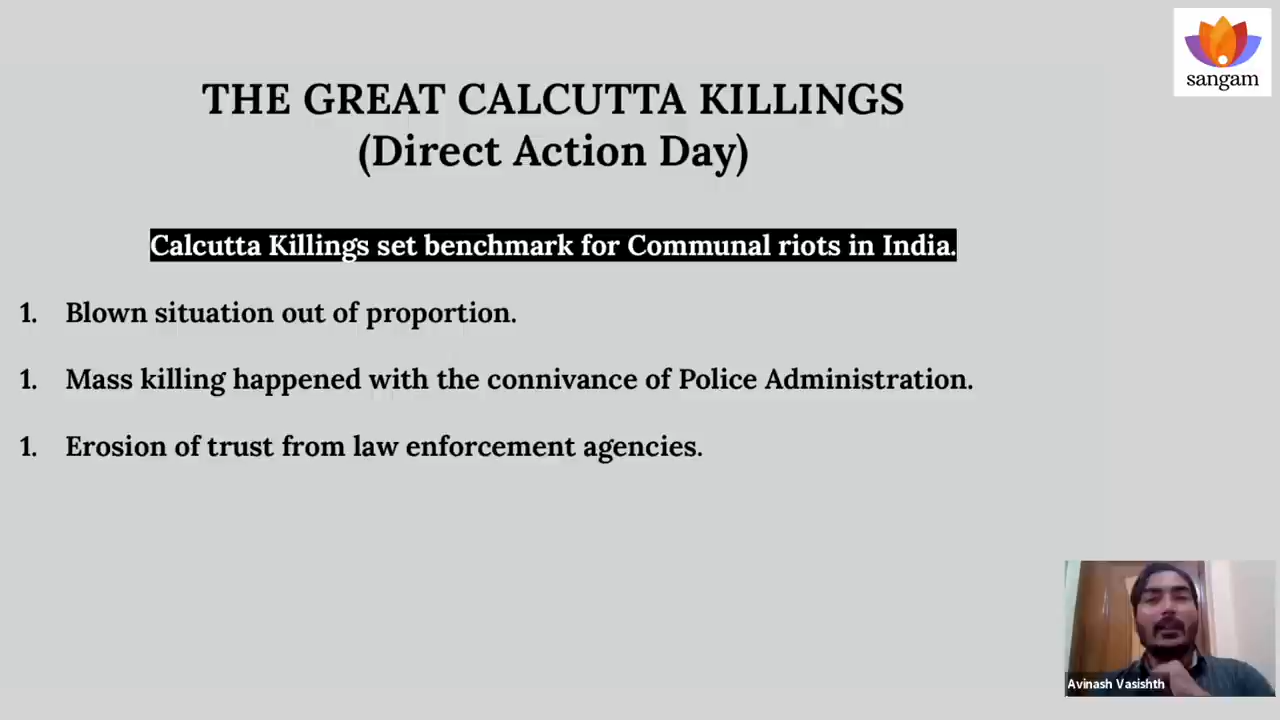 sangam
THE GREAT CALCUTTA KILLINGS
(Direct Action Day)
Calcutta Killings set benchmark for Communal riots in India.
1. Blown situation out of proportion.
1. Mass killing happened with the connivance of Police Administration.
1. Erosion of trust from law enforcement agencies.
Avinash Vasishth